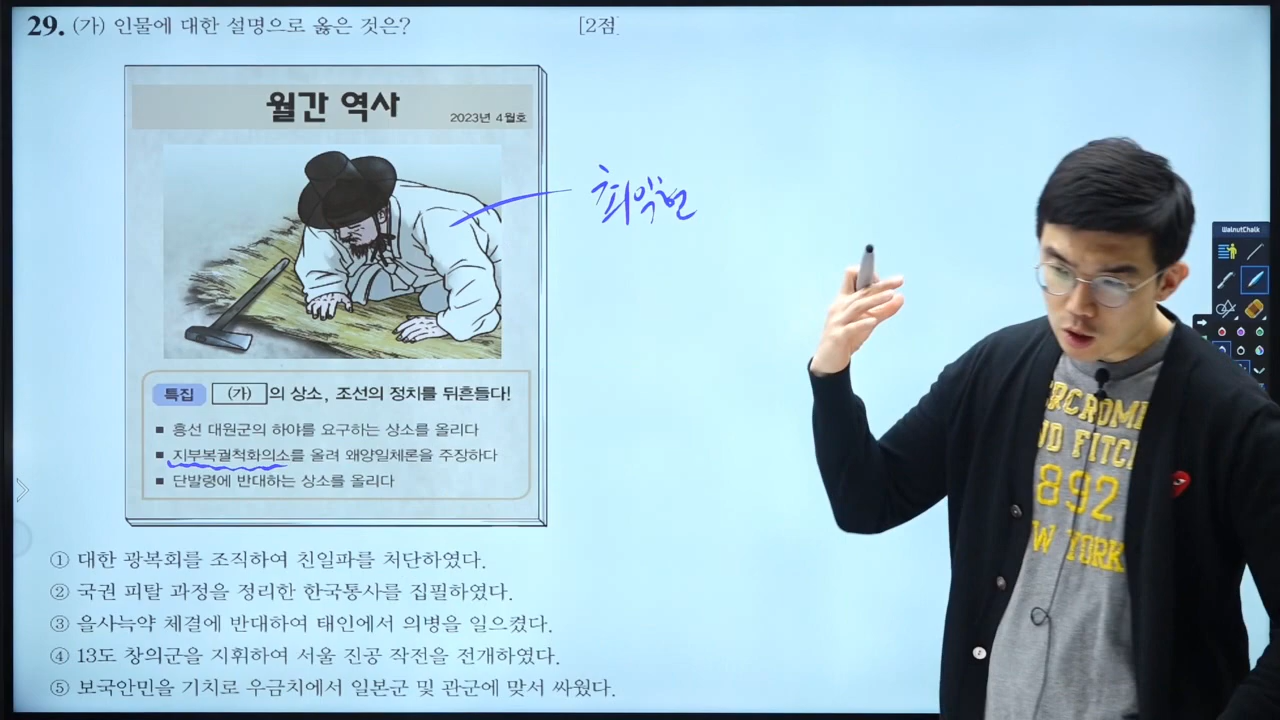 29. (가) 인물에 대한 설명으로 옳은 것은? [2점]
월간 역사
2023년 4월호
최익현
특집 (가)의 상소, 조선의 정치를 뒤흔들다!
■ 흥선 대원군의 하야를 요구하는 상소를 올리다
■ 지부복궐척화의소를 올려 왜양일체론을 주장하다
■ 단발령에 반대하는 상소를 올리다
① 대한 광복회를 조직하여 친일파를 처단하였다.
② 국권 피탈 과정을 정리한 한국통사를 집필하였다.
③ 을사늑약 체결에 반대하여 태인에서 의병을 일으켰다.
④ 13도 창의군을 지휘하여 서울 진공 작전을 전개하였다.
⑤ 보국안민을 기치로 우금치에서 일본군 및 관군에 맞서 싸웠다.
WalnutChalk
ERCROMB
ND FITC
892
W YORK